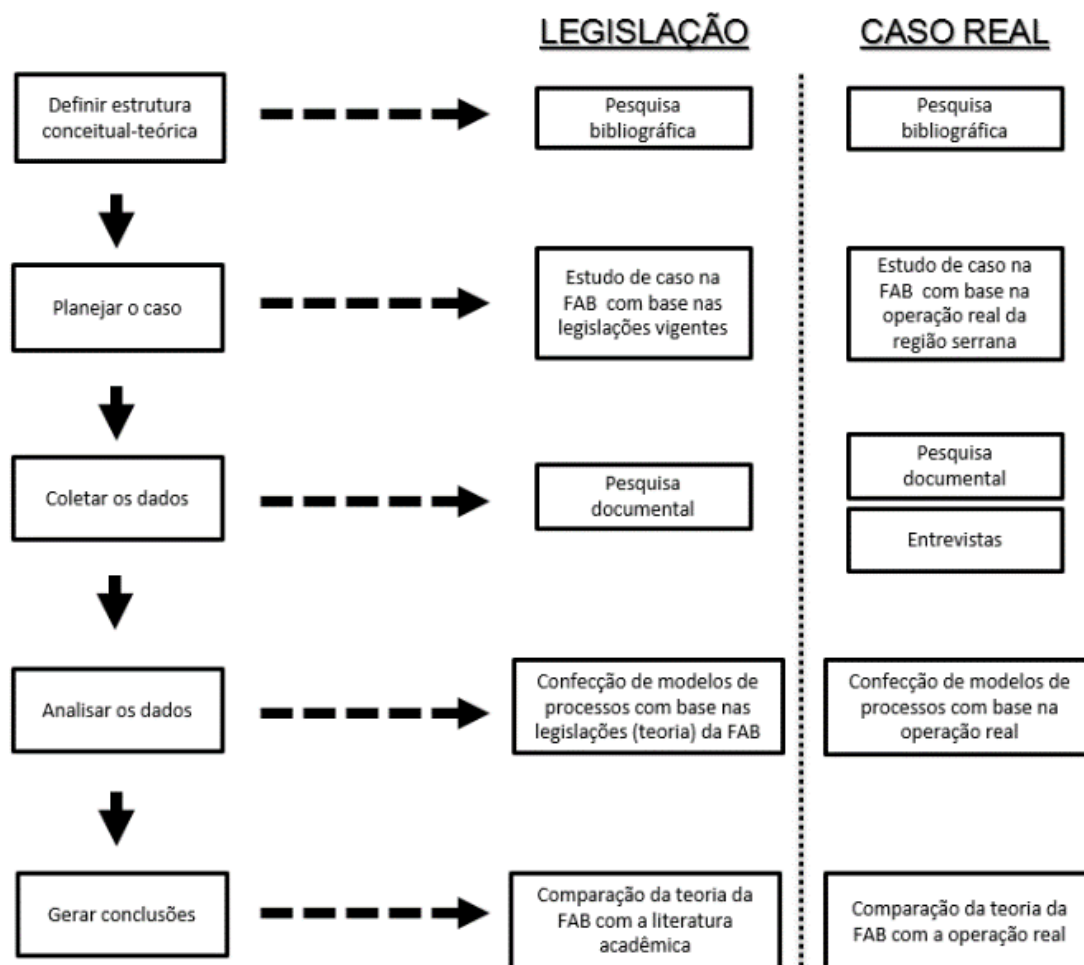 LEGISLAÇÃO
CASO REAL
Definir estrutura
conceitual-teórica
Pesquisa
bibliográfica
Pesquisa
bibliográfica
Planejar o caso
Estudo de caso na
FAB com base nas
legislações vigentes
Estudo de caso na
FAB com base na
operação real da
região serrana
Coletar os dados
Pesquisa
documental
Pesquisa
documental
Entrevistas
Analisar os dados
Confecção de modelos de
processos com base nas
legislações (teoria) da FAB
Confecção de modelos de
processos com base na
operação real
Gerar conclusões
Comparação da teoria da
FAB com a literatura
acadêmica
Comparação da teoria da
FAB com a operação real